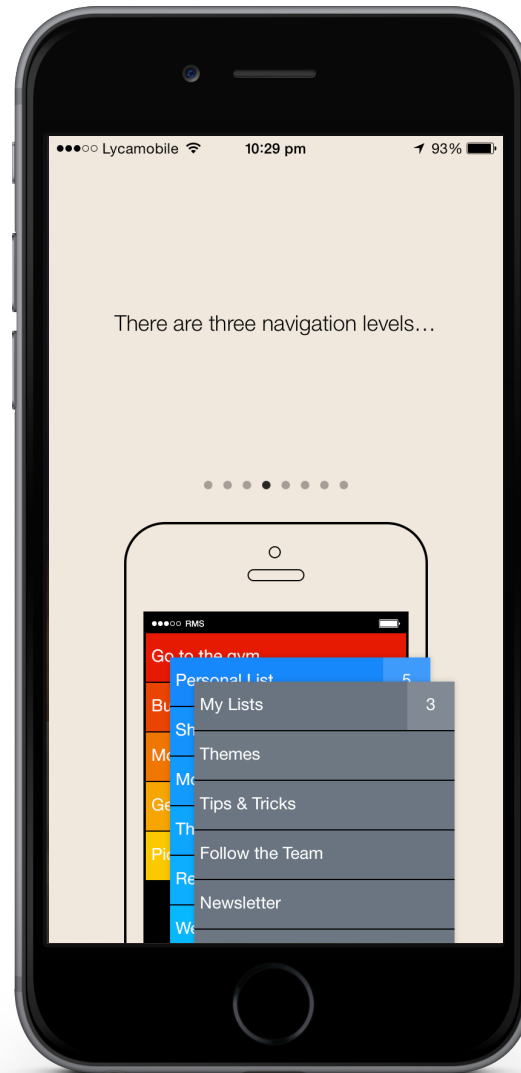 ●●●○○ Lycamobile 10:29 pm 93%
There are three navigation levels...
●●●○○ RMS
Go to the gym
Personal List 5
My Lists 3
Themes
Tips & Tricks
Follow the Team
Newsletter